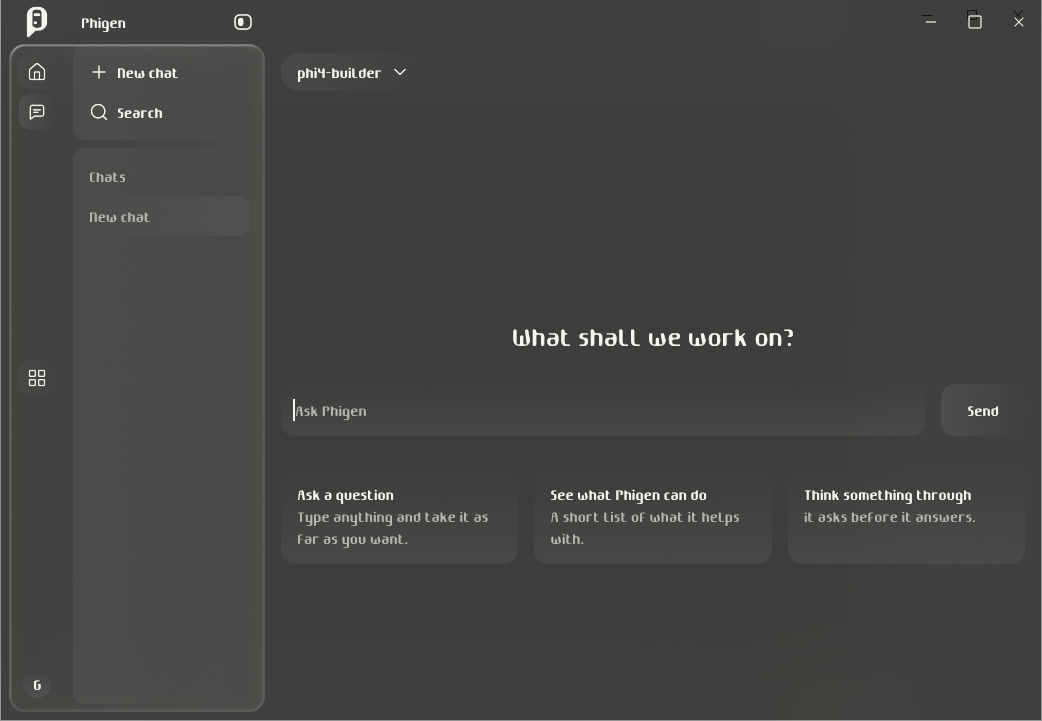 Phigen
New chat
Search
Chats
New chat
G
phi4-builder
What shall we work on?
Ask Phigen
Send
Ask a question
Type anything and take it as
far as you want.
See what Phigen can do
A short list of what it helps
with.
Think something through
it asks before it answers.